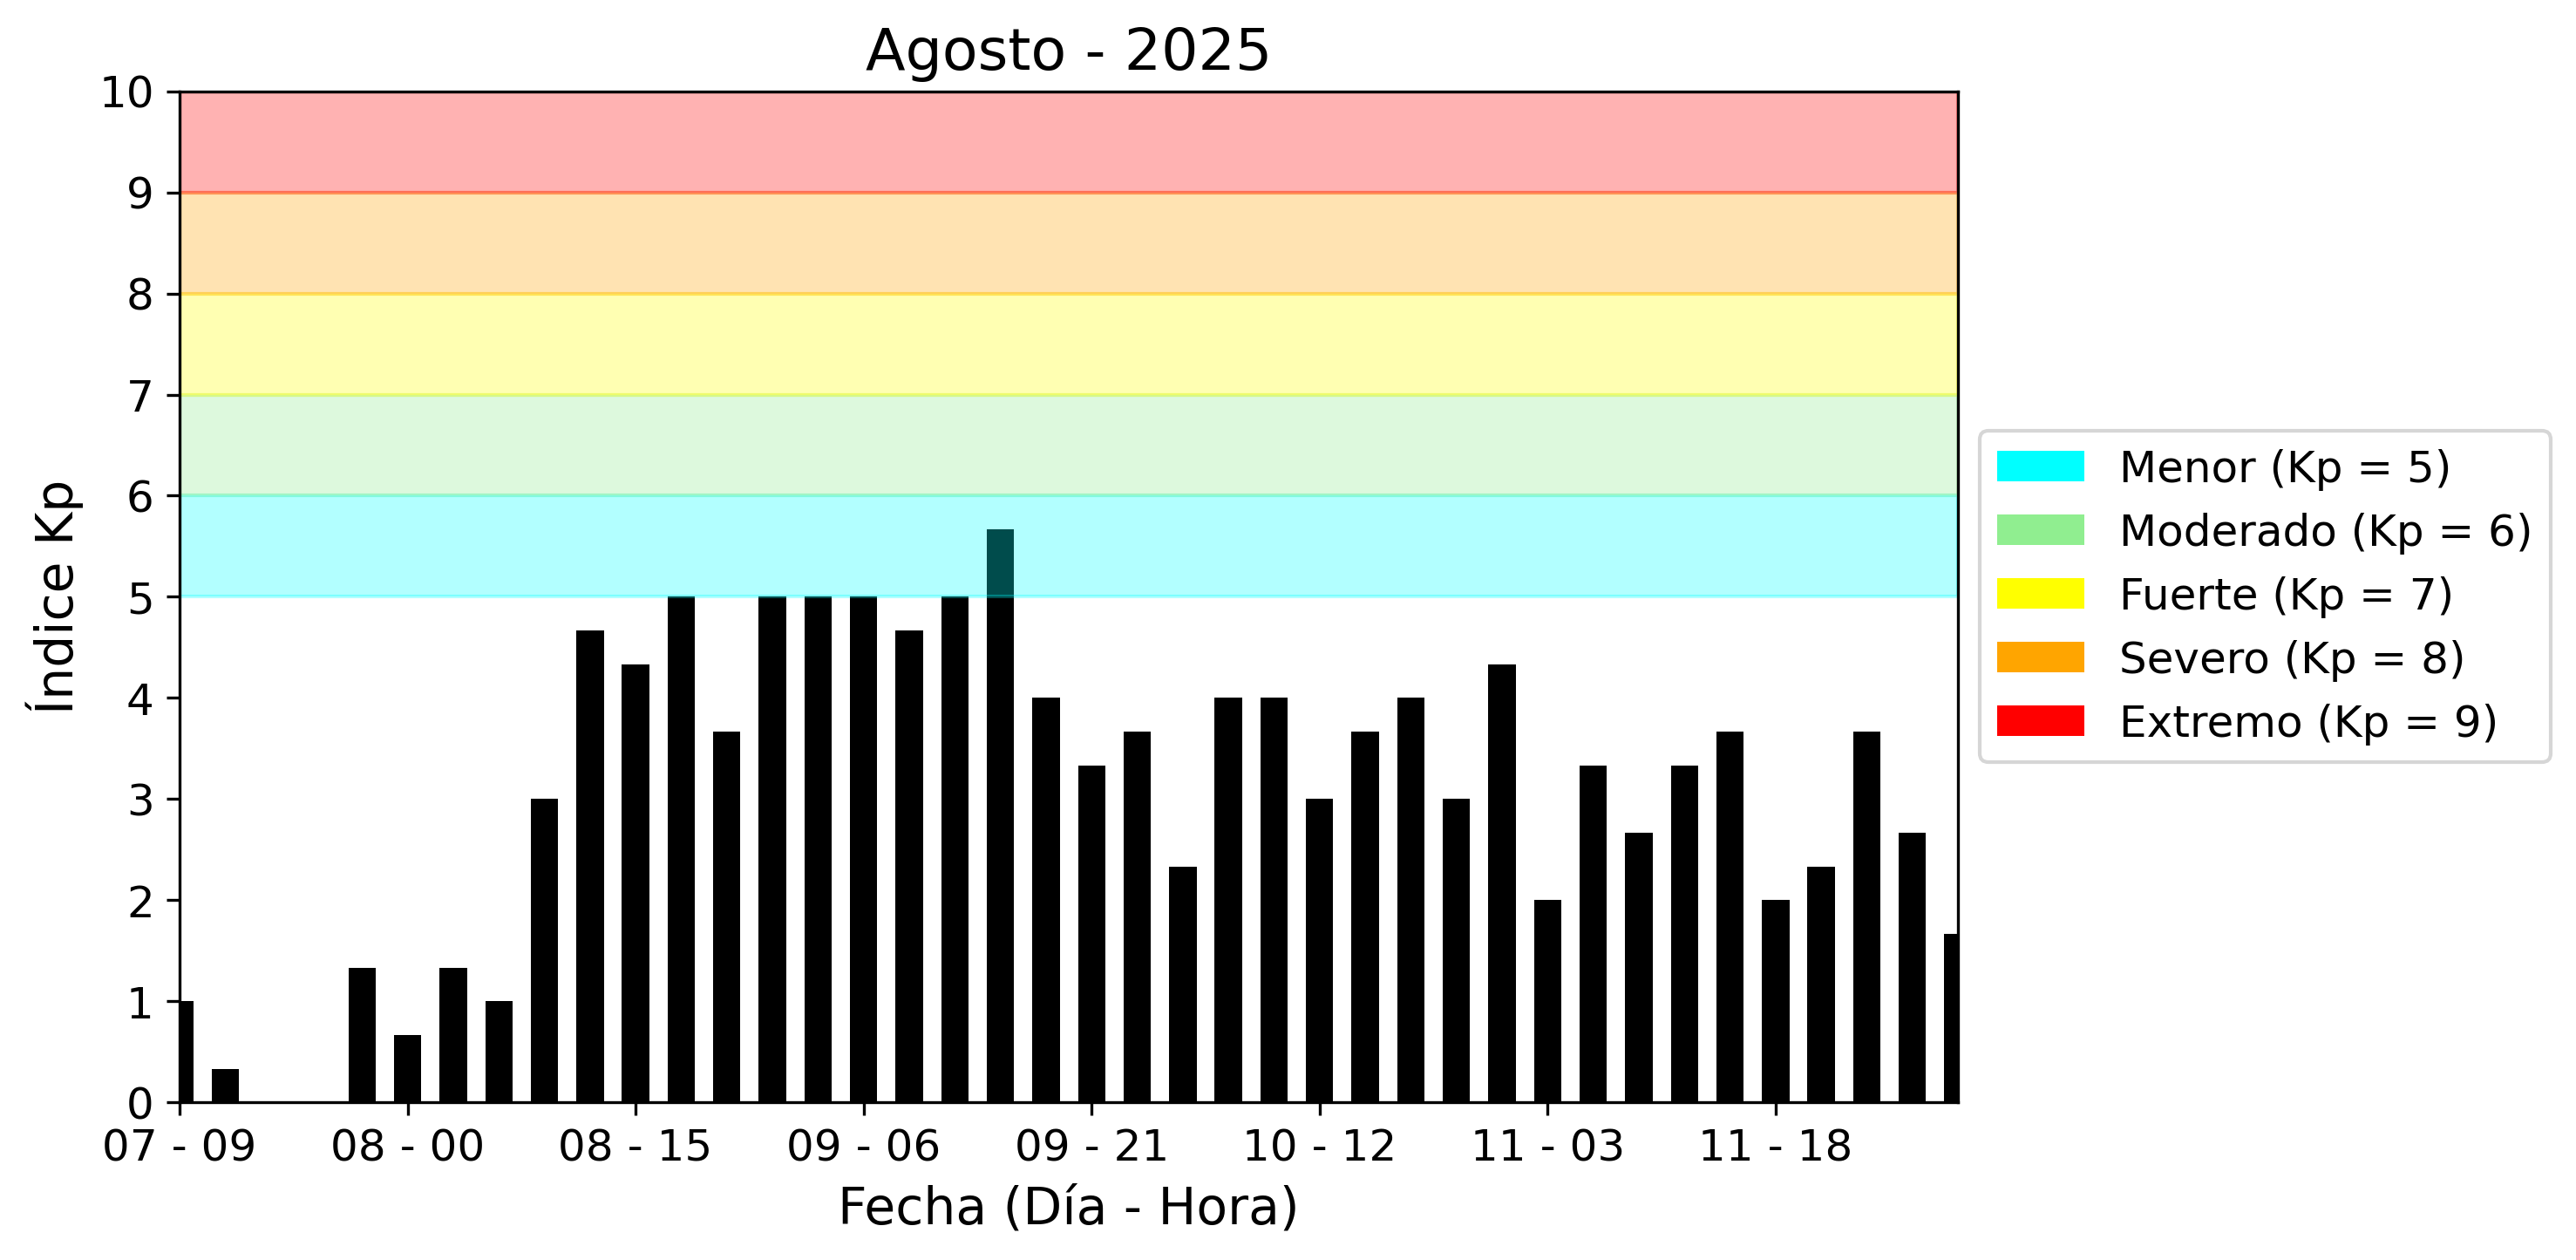 Agosto - 2025
10
9
8
7
6
5
4
3
2
1
0
Índice Kp
07 - 09
08 - 00
08 - 15
09 - 06
09 - 21
10 - 12
11 - 03
11 - 18
Fecha (Día - Hora)
Menor (Kp = 5)
Moderado (Kp = 6)
Fuerte (Kp = 7)
Severo (Kp = 8)
Extremo (Kp = 9)